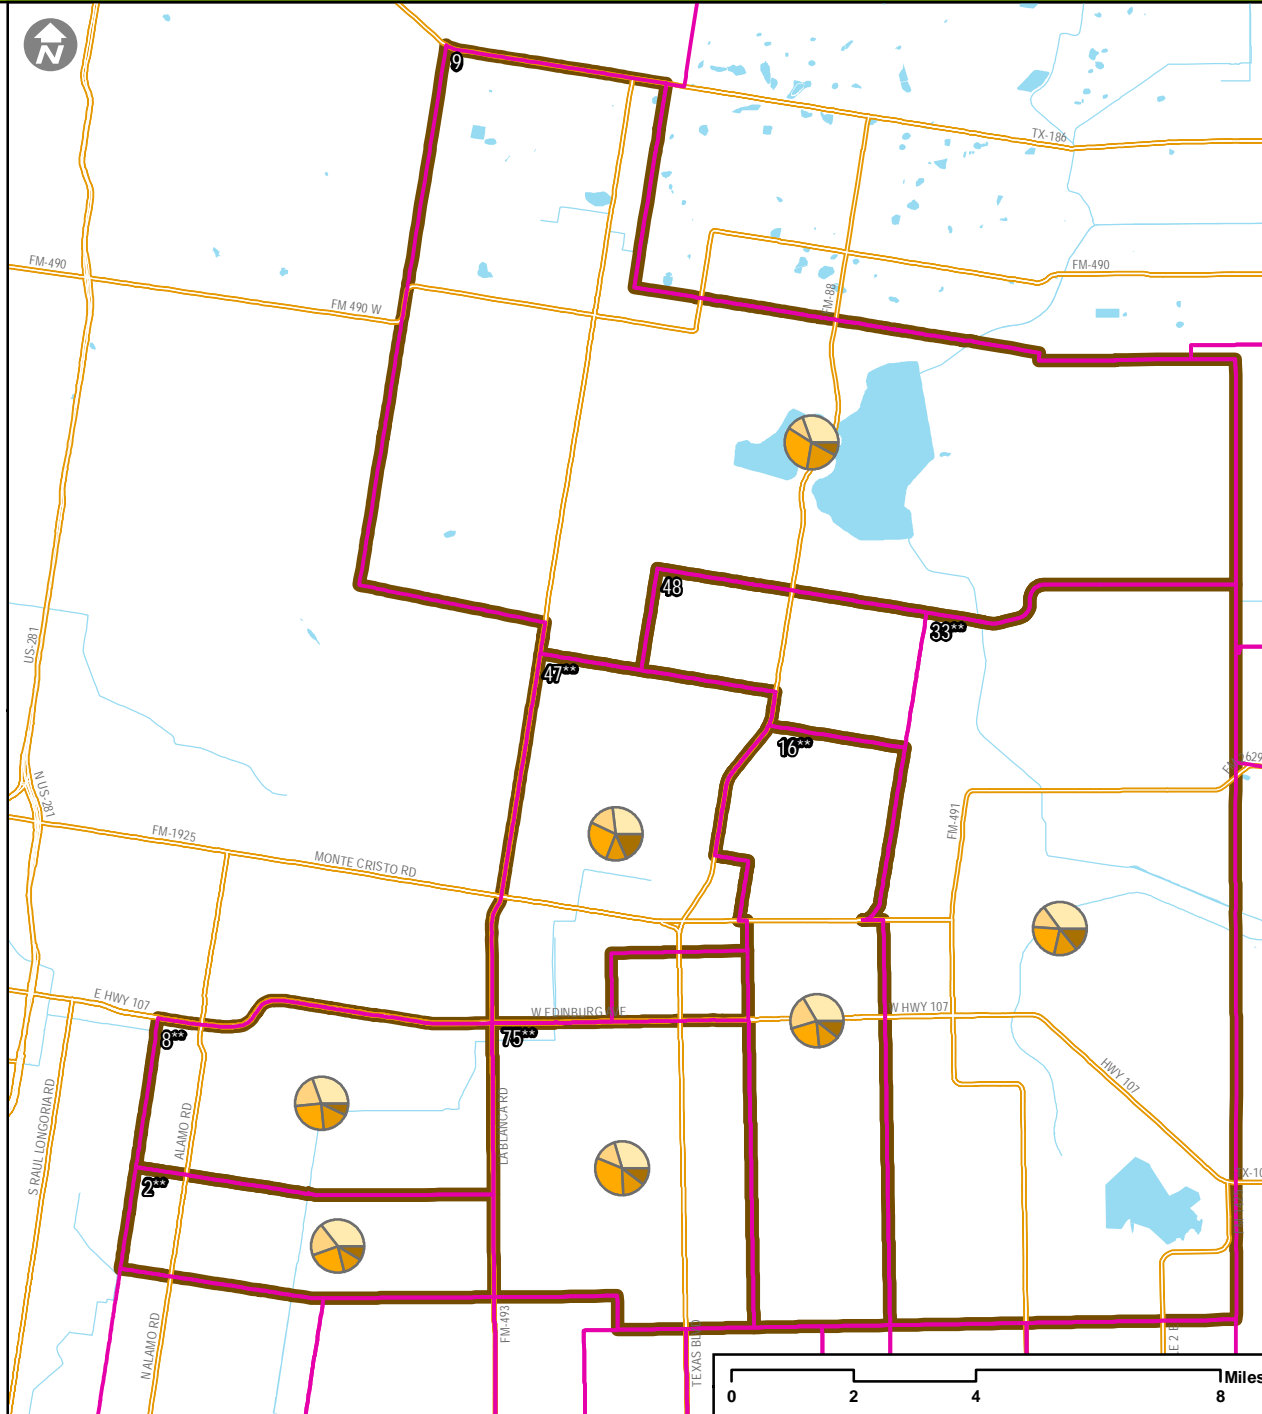 N
9
TX-186
FM-490
FM-490
FM-88
FM 490 W
48
33**
US-281
47**
16**
N US-281
FM-1925
FM-491
MONTE CRISTO RD
E HWY 107
W HWY 107
8**
75**
HWY 107
S RAUL LONGORIA RD
ALAMO RD
LA BLANCA RD
2**
N ALAMO RD
FM-493
TEXAS BLVD
Miles
0 2 4 8